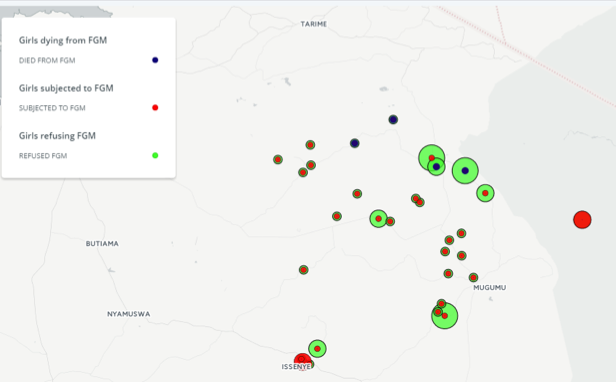 TARIME
Girls dying from FGM
DIED FROM FGM
Girls subjected to FGM
SUBJECTED TO FGM
Girls refusing FGM
REFUSED FGM
BUTIAMA
MUGUMU
NYAMUSWA
ISSENYE